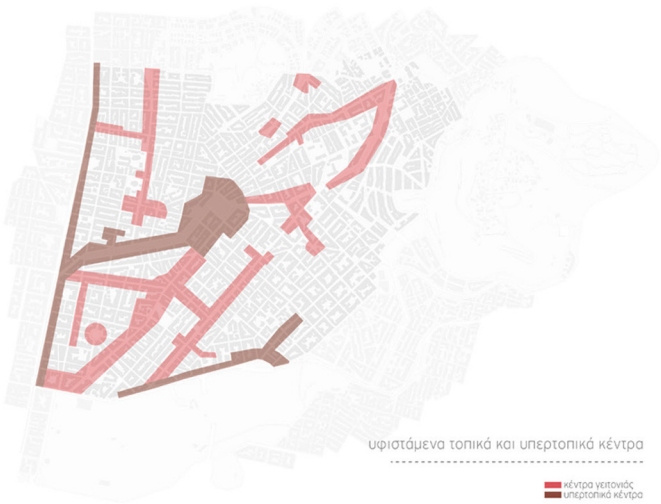 υφιστάμενα τοπικά και υπερτοπικά κέντρα
κέντρα γειτονιάς
υπερτοπικά κέντρα